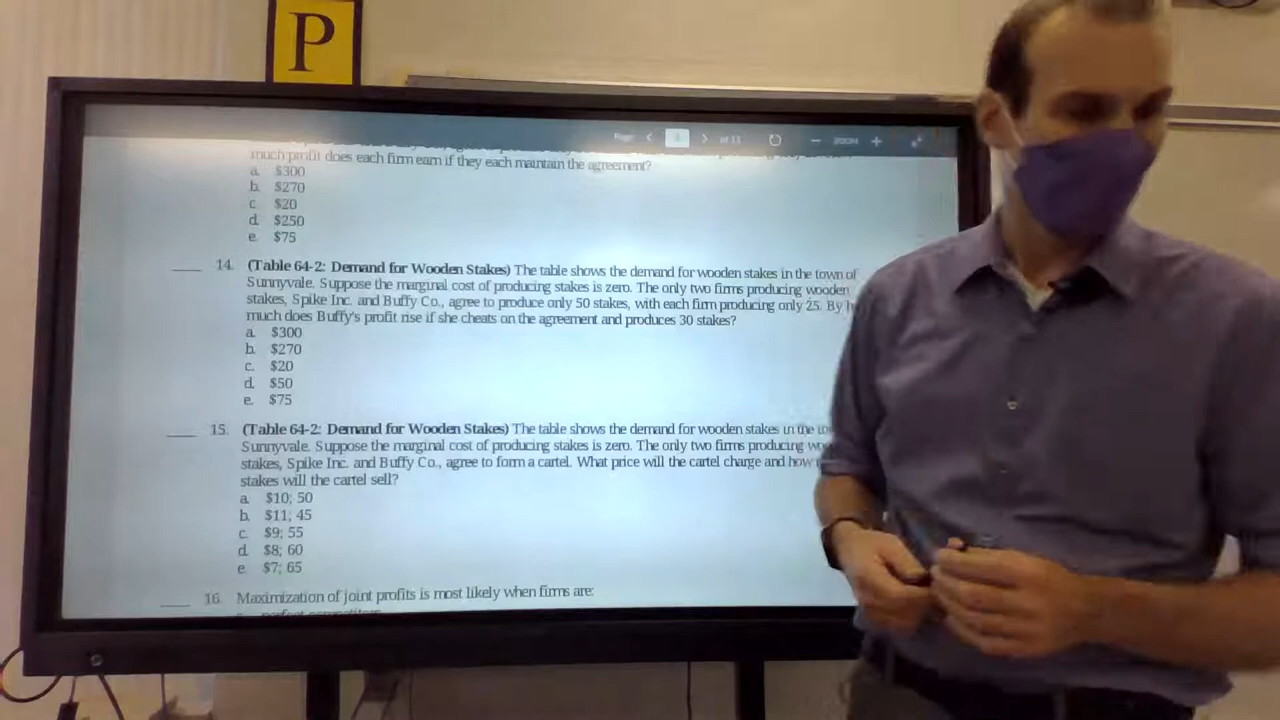 P
Page
of 13
ZOOM
much profit does each firm earn if they each maintain the agreement?
a. $300
b. $270
c. $20
d. $250
e. $75
14. (Table 64-2: Demand for Wooden Stakes) The table shows the demand for wooden stakes in the town of
Sunnyvale. Suppose the marginal cost of producing stakes is zero. The only two firms producing wooden
stakes, Spike Inc. and Buffy Co., agree to produce only 50 stakes, with each firm producing only 25. By
much does Buffy's profit rise if she cheats on the agreement and produces 30 stakes?
a. $300
b. $270
c. $20
d. $50
e. $75
15. (Table 64-2: Demand for Wooden Stakes) The table shows the demand for wooden stakes in the
Sunnyvale. Suppose the marginal cost of producing stakes is zero. The only two firms producing
stakes, Spike Inc. and Buffy Co., agree to form a cartel. What price will the cartel charge and how
stakes will the cartel sell?
a. $10; 50
b. $11; 45
c. $9; 55
d. $8; 60
e. $7; 65
16. Maximization of joint profits is most likely when firms are: